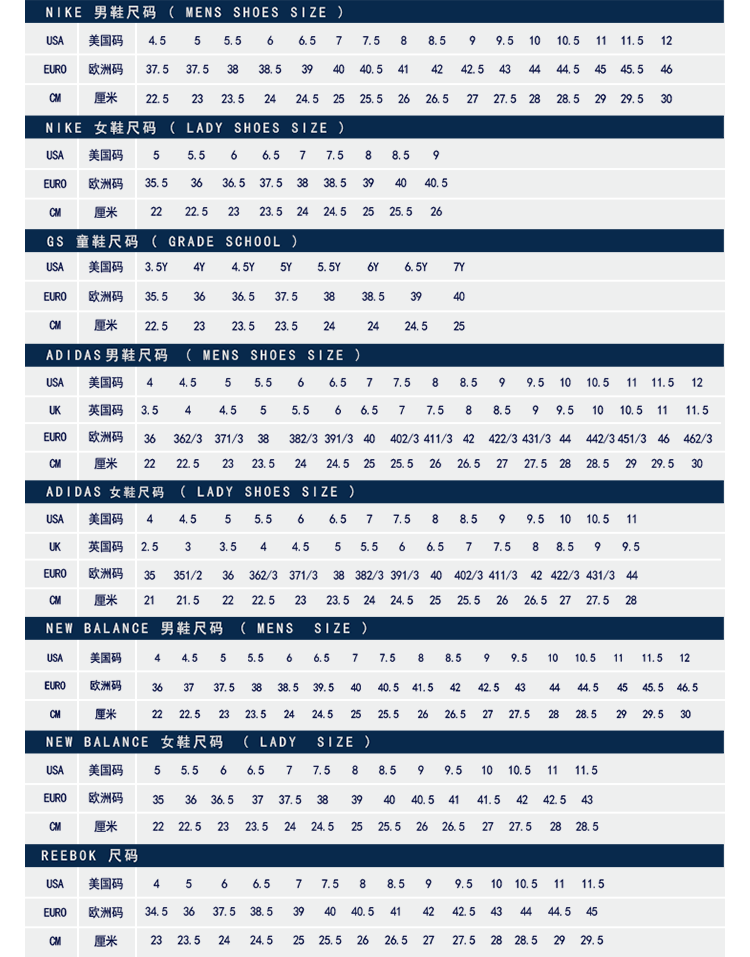 NIKE 男鞋尺码 ( MENS SHOES SIZE )
USA 美国码 4.5 5 5.5 6 6.5 7 7.5 8 8.5 9 9.5 10 10.5 11 11.5 12
EURO 欧洲码 37.5 37.5 38 38.5 39 40 40.5 41 42 42.5 43 44 44.5 45 45.5 46
CM 厘米 22.5 23 23.5 24 24.5 25 25.5 26 26.5 27 27.5 28 28.5 29 29.5 30
NIKE 女鞋尺码 ( LADY SHOES SIZE )
USA 美国码 5 5.5 6 6.5 7 7.5 8 8.5 9
EURO 欧洲码 35.5 36 36.5 37.5 38 38.5 39 40 40.5
CM 厘米 22 22.5 23 23.5 24 24.5 25 25.5 26
GS 童鞋尺码 ( GRADE SCHOOL )
USA 美国码 3.5Y 4Y 4.5Y 5Y 5.5Y 6Y 6.5Y 7Y
EURO 欧洲码 35.5 36 36.5 37.5 38 38.5 39 40
CM 厘米 22.5 23 23.5 23.5 24 24 24.5 25
ADIDAS男鞋尺码 ( MENS SHOES SIZE )
USA 美国码 4 4.5 5 5.5 6 6.5 7 7.5 8 8.5 9 9.5 10 10.5 11 11.5 12
UK 英国码 3.5 4 4.5 5 5.5 6 6.5 7 7.5 8 8.5 9 9.5 10 10.5 11 11.5
EURO 欧洲码 36 362/3 371/3 38 382/3 391/3 40 402/3 411/3 42 422/3 431/3 44 442/3 451/3 46 462/3
CM 厘米 22 22.5 23 23.5 24 24.5 25 25.5 26 26.5 27 27.5 28 28.5 29 29.5 30
ADIDAS 女鞋尺码 ( LADY SHOES SIZE )
USA 美国码 4 4.5 5 5.5 6 6.5 7 7.5 8 8.5 9 9.5 10 10.5 11
UK 英国码 2.5 3 3.5 4 4.5 5 5.5 6 6.5 7 7.5 8 8.5 9 9.5
EURO 欧洲码 35 351/2 36 362/3 371/3 38 382/3 391/3 40 402/3 411/3 42 422/3 431/3 44
CM 厘米 21 21.5 22 22.5 23 23.5 24 24.5 25 25.5 26 26.5 27 27.5 28
NEW BALANCE 男鞋尺码 ( MENS SIZE )
USA 美国码 4 4.5 5 5.5 6 6.5 7 7.5 8 8.5 9 9.5 10 10.5 11 11.5 12
EURO 欧洲码 36 37 37.5 38 38.5 39.5 40 40.5 41.5 42 42.5 43 44 44.5 45 45.5 46.5
CM 厘米 22 22.5 23 23.5 24 24.5 25 25.5 26 26.5 27 27.5 28 28.5 29 29.5 30
NEW BALANCE 女鞋尺码 ( LADY SIZE )
USA 美国码 5 5.5 6 6.5 7 7.5 8 8.5 9 9.5 10 10.5 11 11.5
EURO 欧洲码 35 36 36.5 37 37.5 38 39 40 40.5 41 41.5 42 42.5 43
CM 厘米 22 22.5 23 23.5 24 24.5 25 25.5 26 26.5 27 27.5 28 28.5
REEBOK 尺码
USA 美国码 4 5 6 6.5 7 7.5 8 8.5 9 9.5 10 10.5 11 11.5
EURO 欧洲码 34.5 36 37.5 38.5 39 40 40.5 41 42 42.5 43 44 44.5 45
CM 厘米 23 23.5 24 24.5 25 25.5 26 26.5 27 27.5 28 28.5 29 29.5